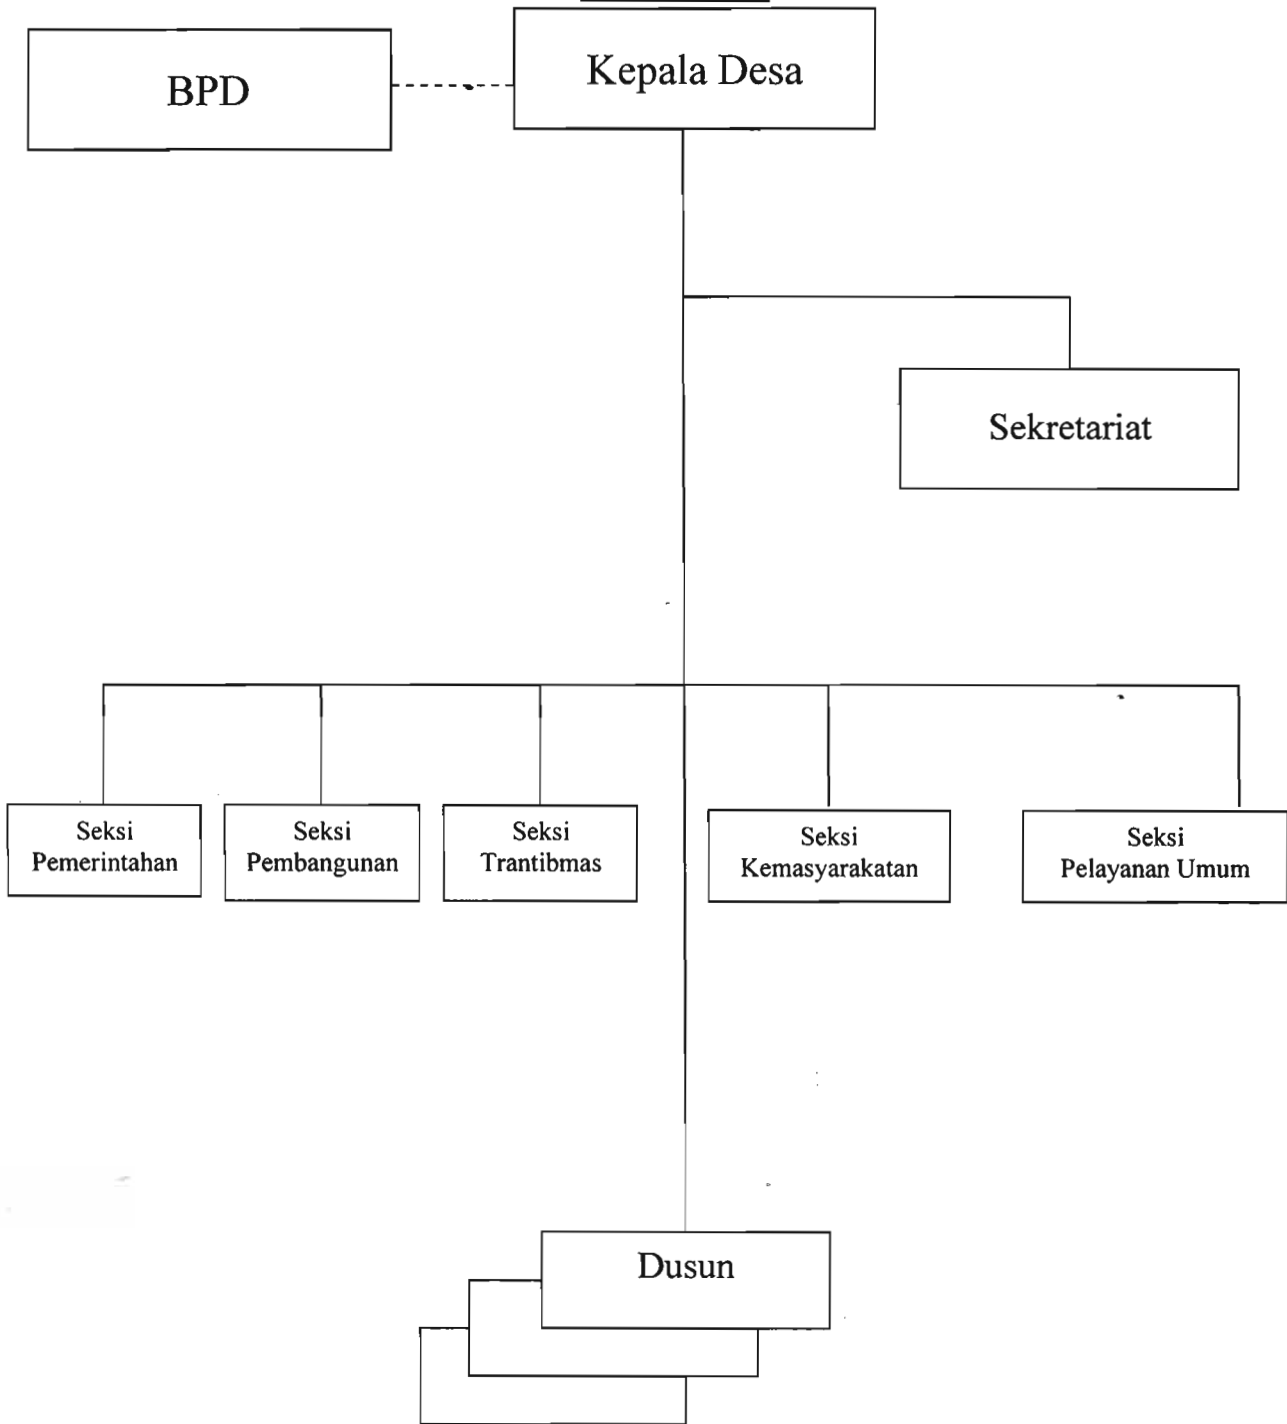 BPD
Kepala Desa
Sekretariat
Seksi
Pemerintahan
Seksi
Pembangunan
Seksi
Trantibmas
Seksi
Kemasyarakatan
Seksi
Pelayanan Umum
Dusun